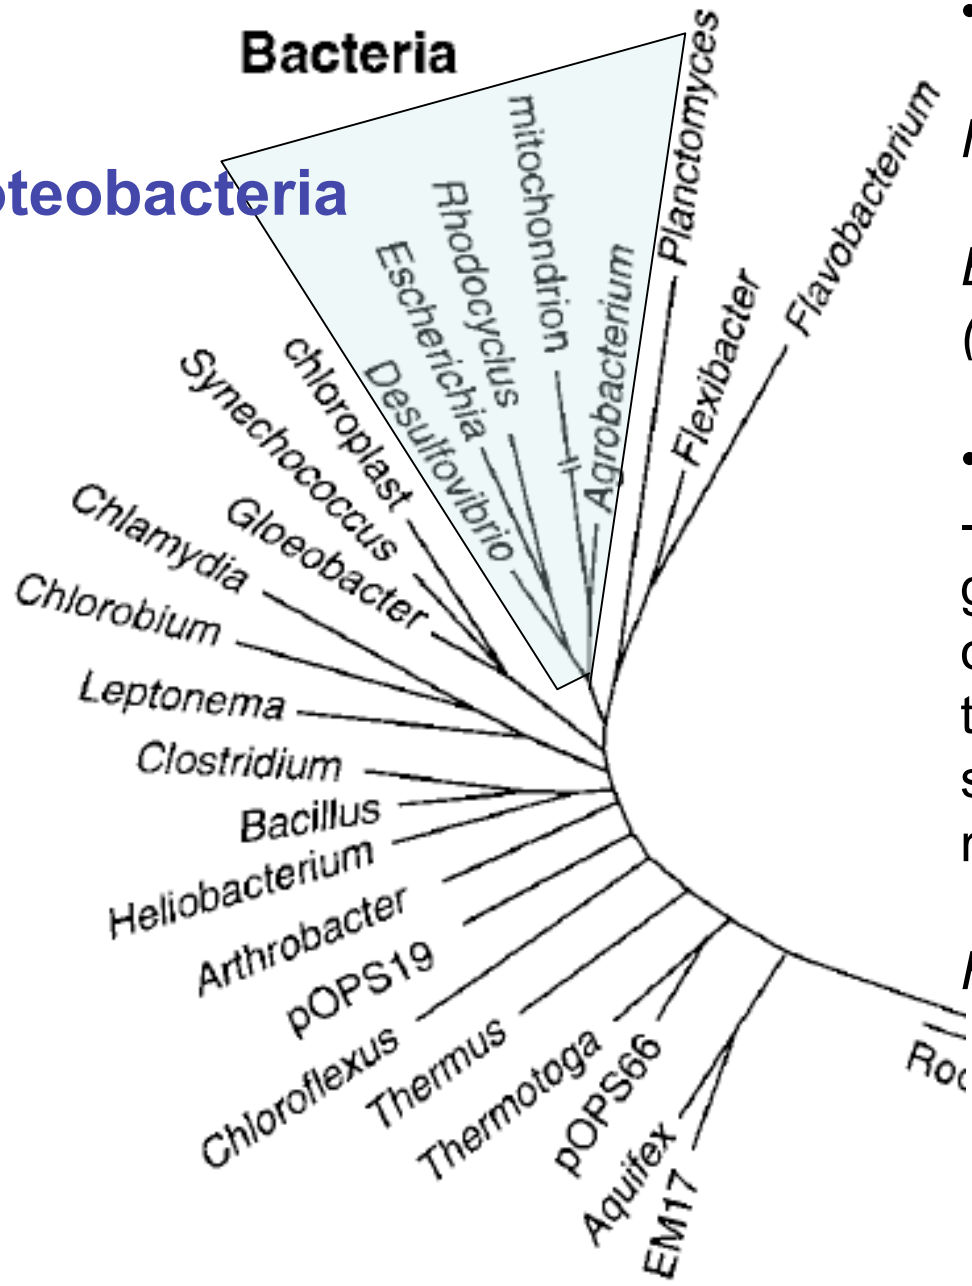 Bacteria
oteobacteria
Planctomyces
Flavobacterium
mitochondrion
Rhodocyclus
Escherichia
Agrobacterium
Flexibacter
Desulfovibrio
chloroplast
Synechococcus
Gloeobacter
Chlamydia
Chlorobium
Leptonema
Clostridium
Bacillus
Heliobacterium
Arthrobacter
pOPS19
Chloroflexus
Thermus
Thermotoga
pOPS66
Aquifex
EM17
Roo